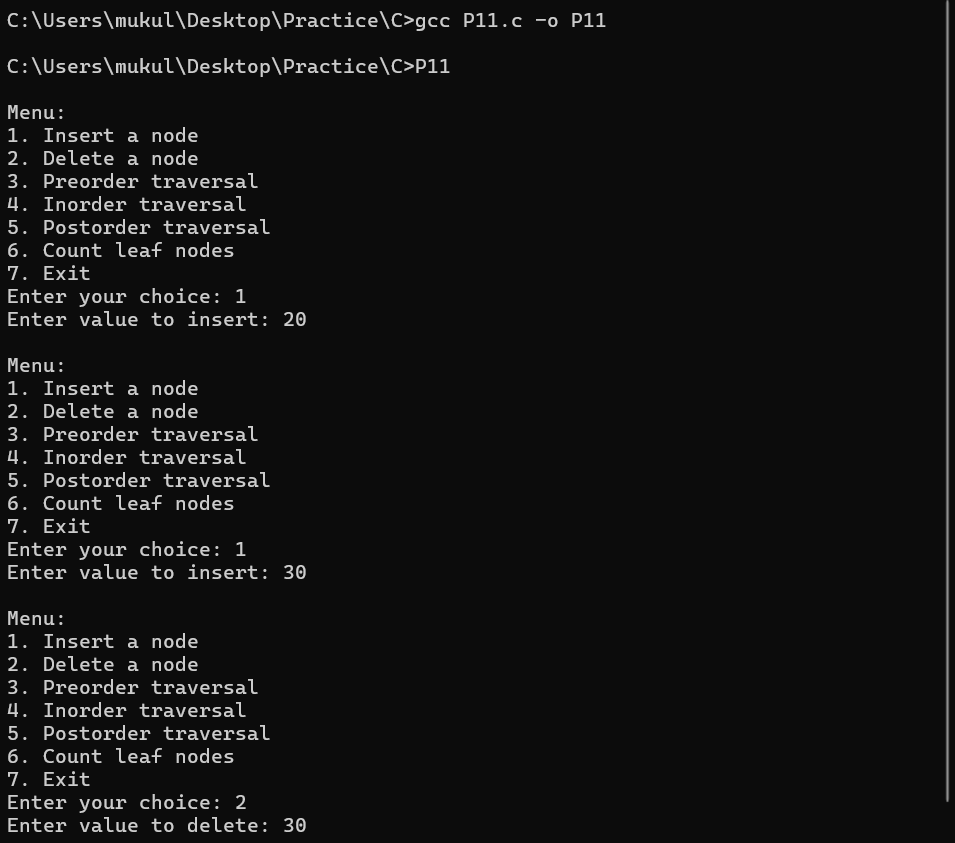 C:\Users\mukul\Desktop\Practice\C>gcc P11.c -o P11
C:\Users\mukul\Desktop\Practice\C>P11
Menu:
1. Insert a node
2. Delete a node
3. Preorder traversal
4. Inorder traversal
5. Postorder traversal
6. Count leaf nodes
7. Exit
Enter your choice: 1
Enter value to insert: 20
Menu:
1. Insert a node
2. Delete a node
3. Preorder traversal
4. Inorder traversal
5. Postorder traversal
6. Count leaf nodes
7. Exit
Enter your choice: 1
Enter value to insert: 30
Menu:
1. Insert a node
2. Delete a node
3. Preorder traversal
4. Inorder traversal
5. Postorder traversal
6. Count leaf nodes
7. Exit
Enter your choice: 2
Enter value to delete: 30